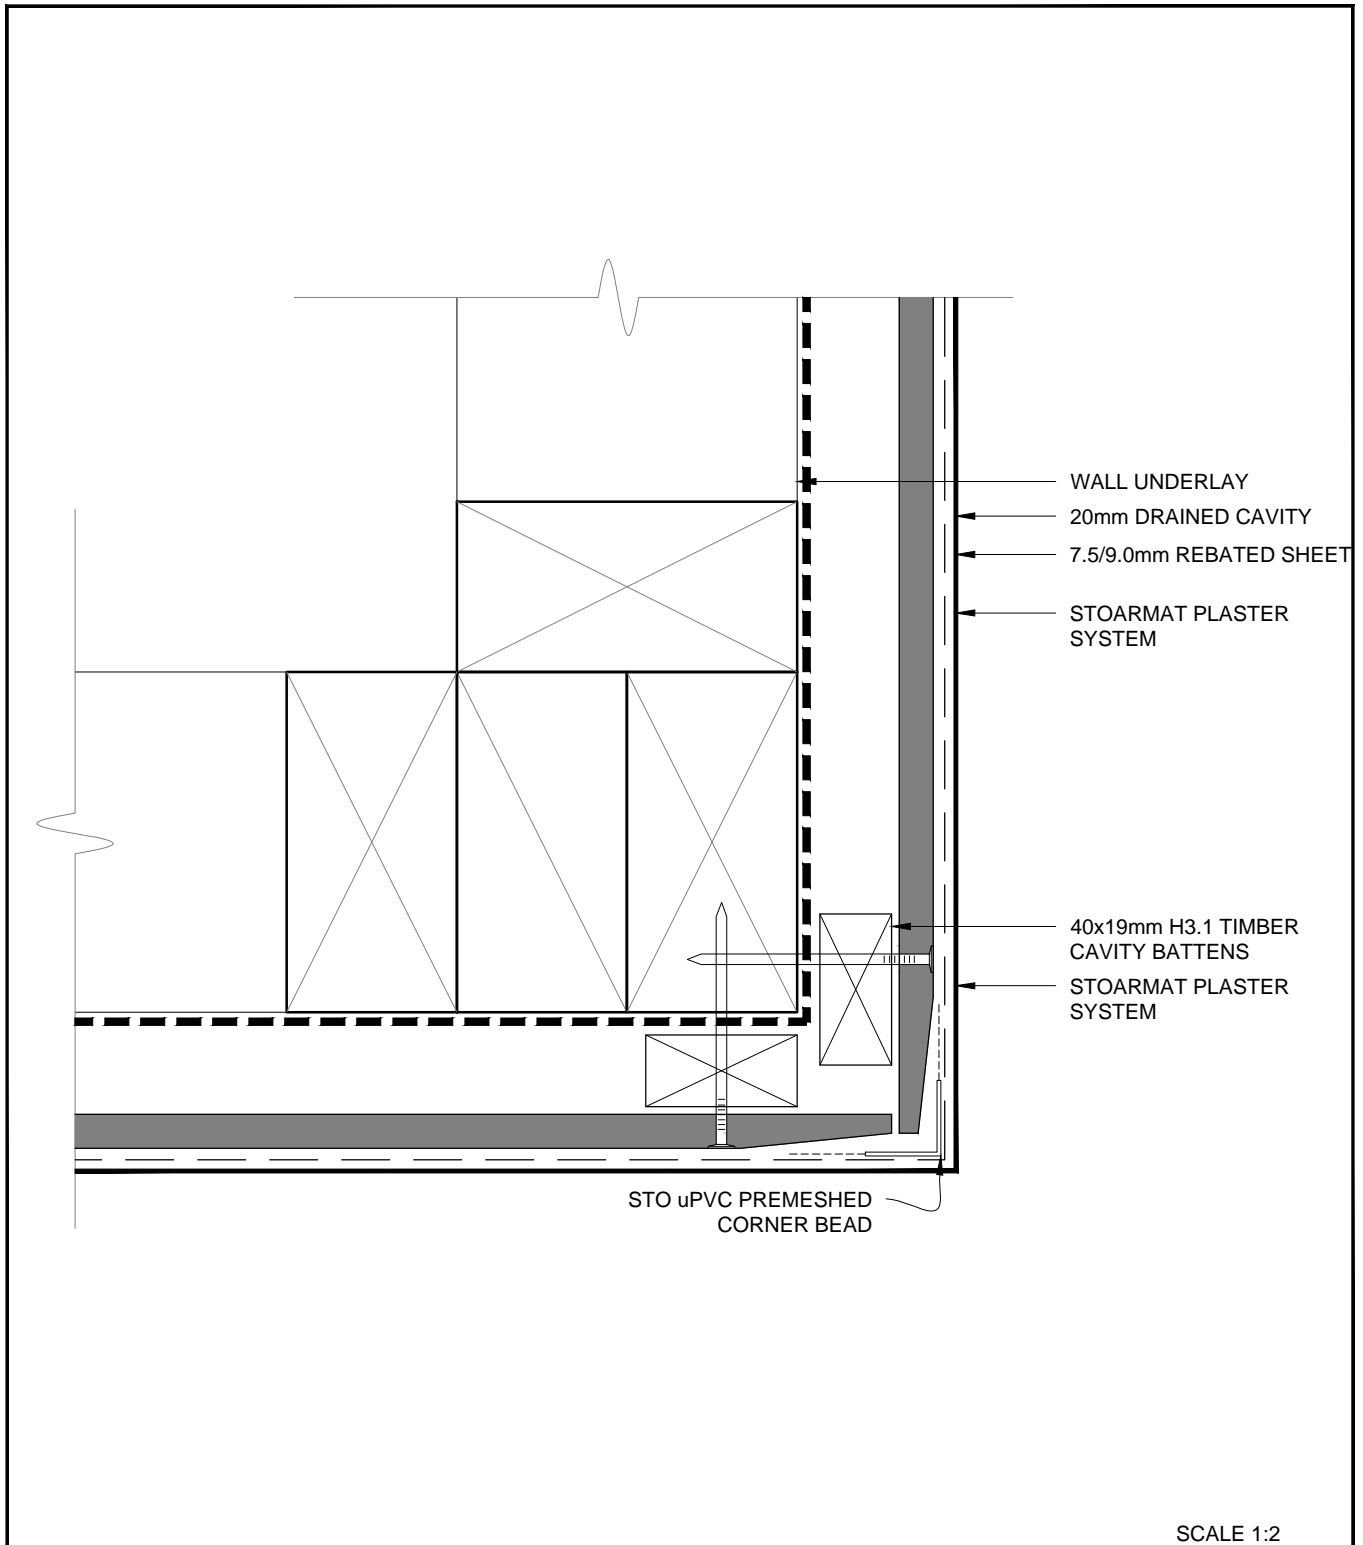 WALL UNDERLAY
20mm DRAINED CAVITY
7.5/9.0mm REBATED SHEET
STOARMAT PLASTER
SYSTEM
40x19mm H3.1 TIMBER
CAVITY BATTENS
STOARMAT PLASTER
SYSTEM
STO uPVC PREMESHED
CORNER BEAD
SCALE 1:2